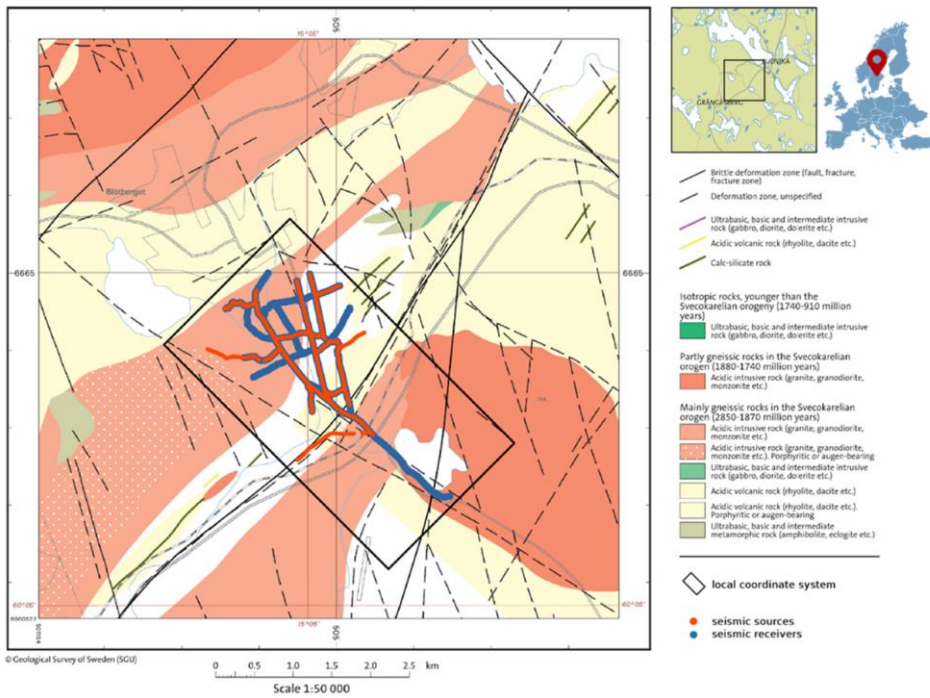 505
15°05'
Blötberget
6665
60°05'
60°05'
15°05'
505
© Geological Survey of Sweden (SGU)
0 0.5 1.0 1.5 2.0 2.5 km
Scale 1:50 000
GRÄNGESBERG
Brittle deformation zone (fault, fracture,
fracture zone)
Deformation zone, unspecified
Ultrabasic, basic and intermediate intrusive
rock (gabbro, diorite, dolerite etc.)
Acidic volcanic rock (rhyolite, dacite etc.)
Calc-silicate rock
Isotropic rocks, younger than the
Svecokarelian orogeny (1740-910 million
years)
Ultrabasic, basic and intermediate intrusive
rock (gabbro, diorite, dolerite etc.)
Partly gneissic rocks in the Svecokarelian
orogen (1880-1740 million years)
Acidic intrusive rock (granite, granodiorite,
monzonite etc.)
Mainly gneissic rocks in the Svecokarelian
orogen (2850-1870 million years)
Acidic intrusive rock (granite, granodiorite,
monzonite etc.)
Acidic intrusive rock (granite, granodiorite,
monzonite etc.). Porphyritic or augen-bearing
Ultrabasic, basic and intermediate intrusive
rock (gabbro, diorite, dolerite etc.)
Acidic volcanic rock (rhyolite, dacite etc.)
Acidic volcanic rock (rhyolite, dacite etc.).
Porphyritic or augen-bearing
Ultrabasic, basic and intermediate
metamorphic rock (amphibolite, eclogite etc.)
local coordinate system
seismic sources
seismic receivers